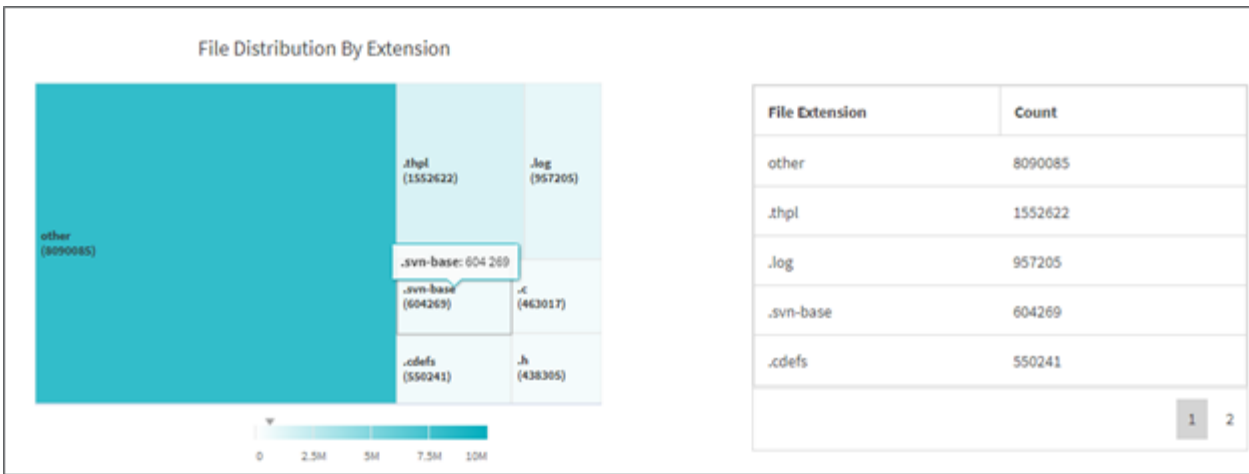 File Distribution By Extension
other
(8090085)
.thpl
(1552622)
.log
(957205)
.svn-base: 604 269
.svn-base
(604269)
.c
(463017)
.cdefs
(550241)
.h
(438305)
0 2.5M 5M 7.5M 10M
File Extension Count
other 8090085
.thpl 1552622
.log 957205
.svn-base 604269
.cdefs 550241
1 2